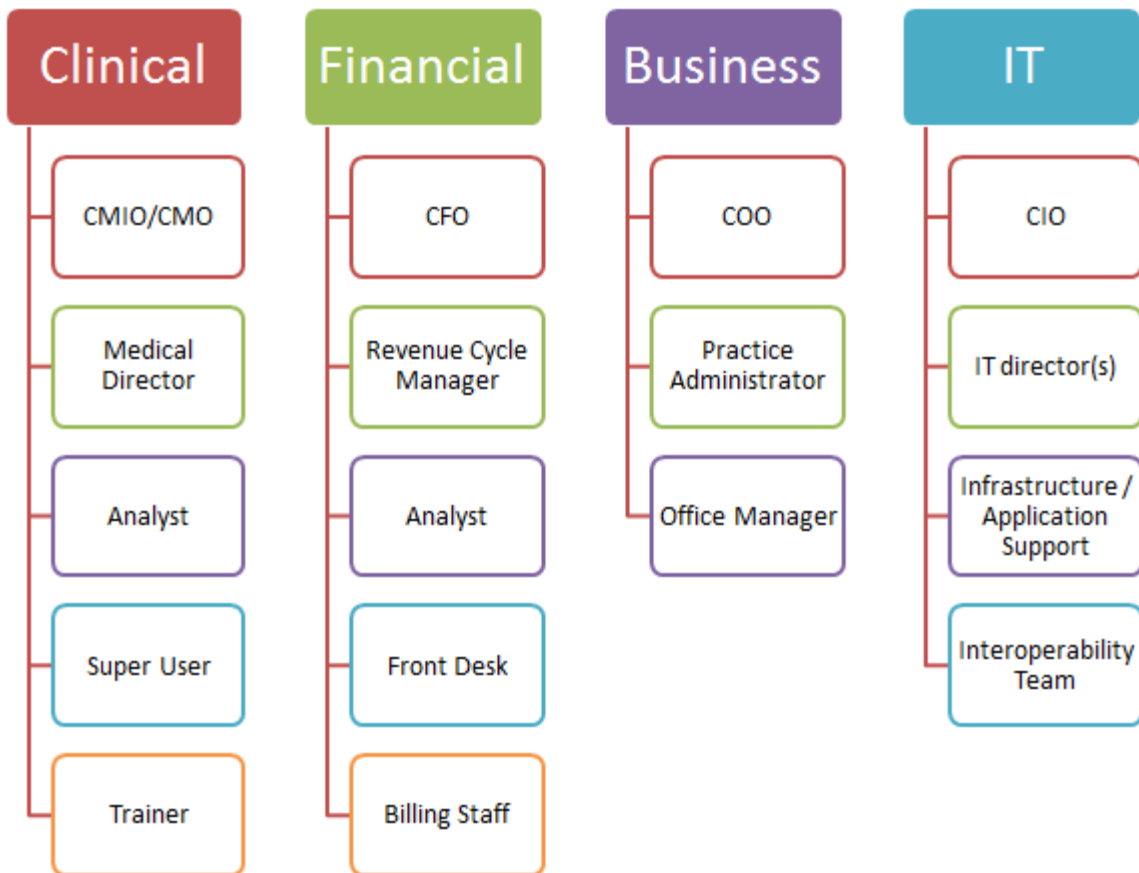 Clinical
CMIO/CMO
Medical
Director
Analyst
Super User
Trainer
Financial
CFO
Revenue Cycle
Manager
Analyst
Front Desk
Billing Staff
Business
COO
Practice
Administrator
Office Manager
IT
CIO
IT director(s)
Infrastructure /
Application
Support
Interoperability
Team